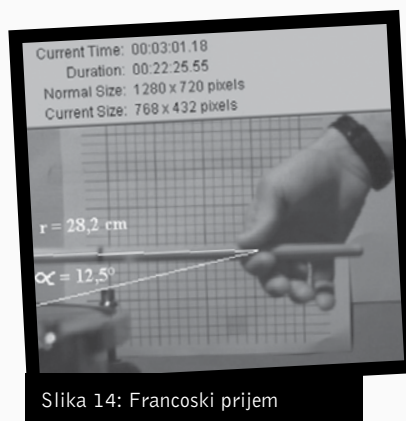 Current Time: 00:03:01.18
Duration: 00:22:25.55
Normal Size: 1280 x 720 pixels
Current Size: 768 x 432 pixels
r = 28,2 cm
∝ = 12,5°
Slika 14: Francoski prijem